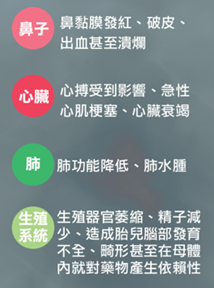 鼻子
鼻黏膜發紅、破皮、
出血甚至潰爛
心臟
心搏受到影響、急性
心肌梗塞、心臟衰竭
肺
肺功能降低、肺水腫
生殖
系統
生殖器官萎縮、精子減
少、造成胎兒腦部發育
不全、畸形甚至在母體
內就對藥物產生依賴性